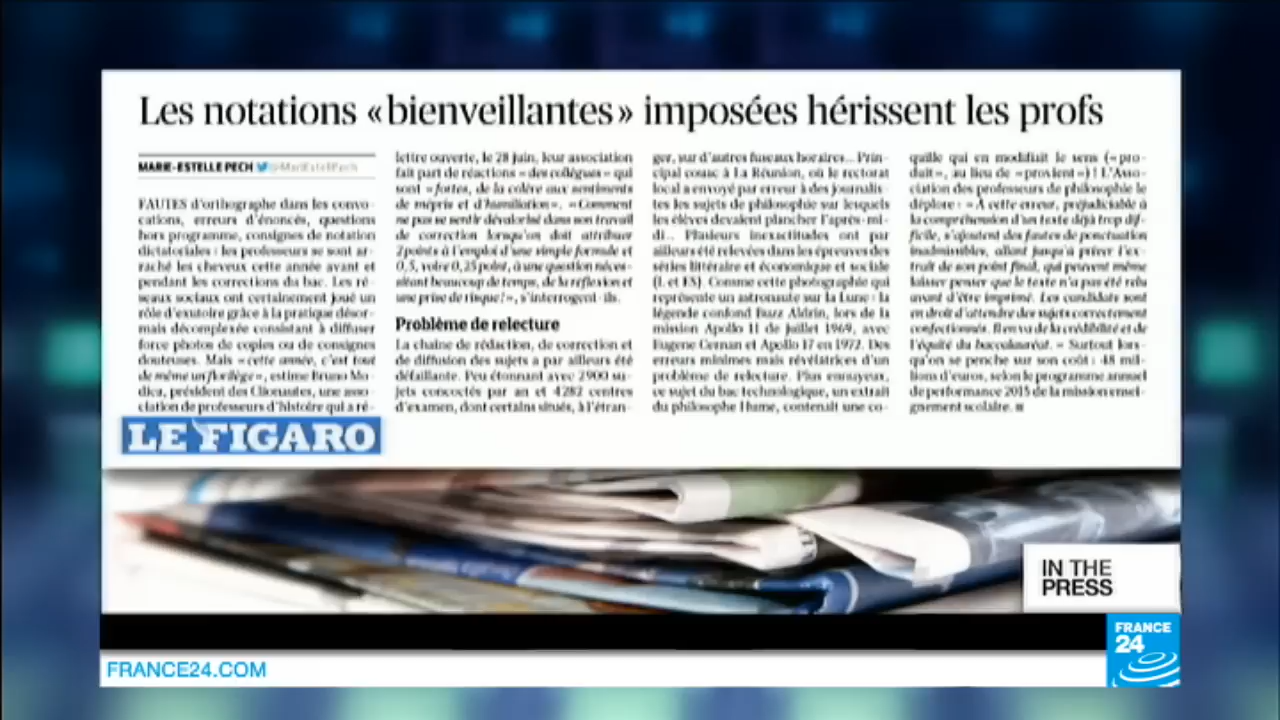 Les notations « bienveillantes » imposées hérissent les profs
MARIE-ESTELLE PECH @MariEstellPech
FAUTES d'orthographe dans les convo-
cations, erreurs d'énoncés, questions
hors programme, consignes de notation
dictatoriales : les professeurs se sont ar-
raché les cheveux cette année avant et
pendant les corrections du bac. Les ré-
seaux sociaux ont certainement joué un
rôle d'exutoire grâce à la pratique désor-
mais décomplexée consistant à diffuser
force photos de copies ou de consignes
douteuses. Mais « cette année, c'est tout
de même un florilège », estime Bruno Mo-
dica, président des Clionautes, une asso-
ciation de professeurs d'histoire qui a ré-
lettre ouverte, le 28 juin, leur association
fait part de réactions « des collègues » qui
sont « fortes, de la colère aux sentiments
de mépris et d'humiliation ». « Comment
ne pas se sentir dévalorisé dans son travail
de correction lorsqu'on doit attribuer
2 points à l'emploi d'une simple formule et
0,5, voire 0,25 point, à une question néces-
sitant beaucoup de temps, de la réflexion et
une prise de risque ! », s'interrogent-ils.
Problème de relecture
La chaîne de rédaction, de correction et
de diffusion des sujets a par ailleurs été
défaillante. Peu étonnant avec 2900 su-
jets concoctés par an et 4282 centres
d'examen, dont certains situés, à l'étran-
ger, sur d'autres fuseaux horaires... Prin-
cipal couac à La Réunion, où le rectorat
local a envoyé par erreur à des journalis-
tes les sujets de philosophie sur lesquels
les élèves devaient plancher l'après-mi-
di... Plusieurs inexactitudes ont par
ailleurs été relevées dans les épreuves des
séries littéraire et économique et sociale
(L et ES). Comme cette photographie qui
représente un astronaute sur la Lune : la
légende confond Buzz Aldrin, lors de la
mission Apollo 11 de juillet 1969, avec
Eugene Cernan et Apollo 17 en 1972. Des
erreurs minimes mais révélatrices d'un
problème de relecture. Plus ennuyeux,
ce sujet du bac technologique, un extrait
du philosophe Hume, contenait une co-
quille qui en modifiait le sens (« pro-
duit », au lieu de « provient ») ! L'Asso-
ciation des professeurs de philosophie le
déplore : « À cette erreur, préjudiciable à
la compréhension d'un texte déjà trop dif-
ficile, s'ajoutent des fautes de ponctuation
inadmissibles, allant jusqu'à priver l'ex-
trait de son point final, qui peuvent même
laisser penser que le texte n'a pas été relu
avant d'être imprimé. Les candidats sont
en droit d'attendre des sujets correctement
confectionnés. Il en va de la crédibilité et de
l'équité du baccalauréat. » Surtout lors-
qu'on se penche sur son coût : 48 mil-
lions d'euros, selon le programme annuel
de performance 2015 de la mission ensei-
gnement scolaire. ■
LE FIGARO
IN THE
PRESS
FRANCE
24
FRANCE24.COM